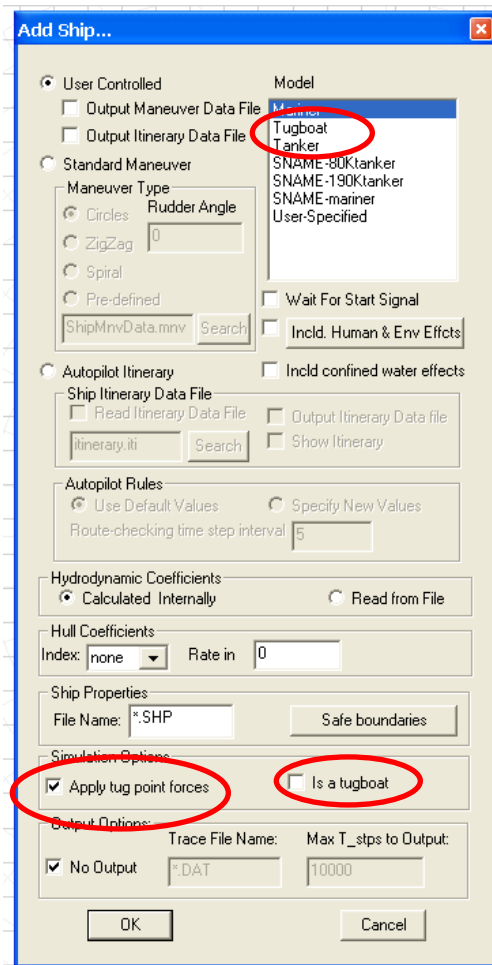 Add Ship...
User Controlled
Model
Output Maneuver Data File
Mariner
Output Itinerary Data File
Tugboat
Tanker
Standard Maneuver
SNAME-80Ktanker
Maneuver Type
SNAME-190Ktanker
Circles
Rudder Angle
SNAME-mariner
User-Specified
ZigZag
0
Spiral
Pre-defined
Wait For Start Signal
ShipMnvData.mnv
Search
Incld. Human & Env Effcts
Autopilot Itinerary
Incld confined water effects
Ship Itinerary Data File
Read Itinerary Data File
Output Itinerary Data file
itinerary.iti
Search
Show Itinerary
Autopilot Rules
Use Default Values
Specify New Values
Route-checking time step interval
5
Hydrodynamic Coefficients
Calculated Internally
Read from File
Hull Coefficients
Index:
none
Rate in
0
Ship Properties
File Name:
*.SHP
Safe boundaries
Simulation Options
Apply tug point forces
Is a tugboat
Output Options:
Trace File Name:
Max T_stps to Output:
No Output
*.DAT
10000
OK
Cancel